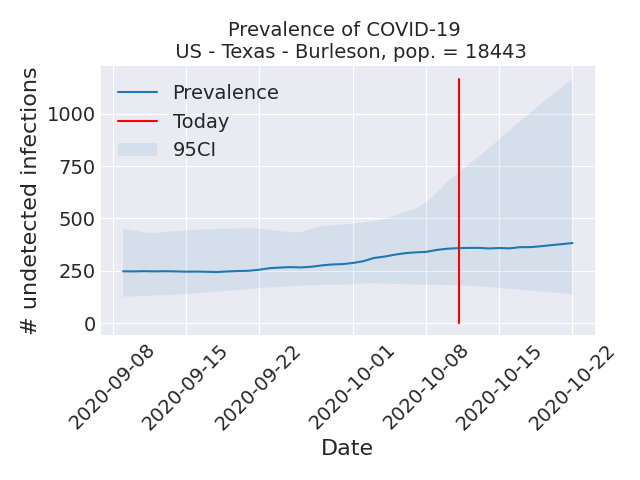 Prevalence of COVID-19
US - Texas - Burleson, pop. = 18443
# undetected infections
1000
750
500
250
0
Prevalence
Today
95CI
2020-09-08
2020-09-15
2020-09-22
2020-10-01
2020-10-08
2020-10-15
2020-10-22
Date